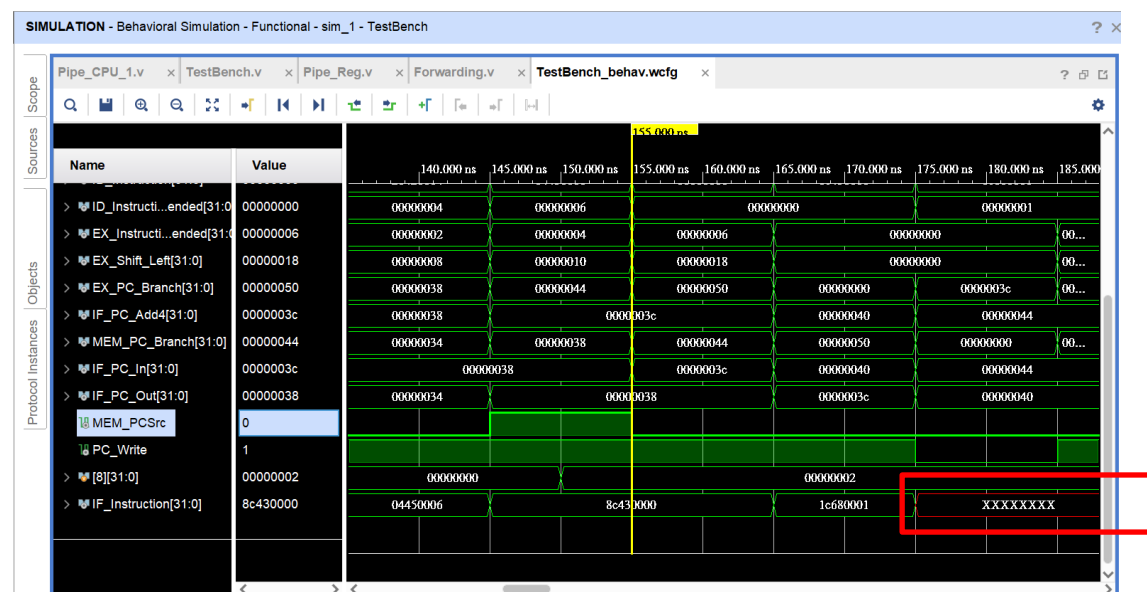 SIMULATION - Behavioral Simulation - Functional - sim_1 - TestBench
Pipe_CPU_1.v TestBench.v Pipe_Reg.v Forwarding.v TestBench_behav.wcfg
Scope
Sources
Objects
Protocol Instances
155.000 ns
Name Value 140.000 ns 145.000 ns 150.000 ns 155.000 ns 160.000 ns 165.000 ns 170.000 ns 175.000 ns 180.000 ns 185.000
ID_Instructi...ended[31:0 00000000 00000004 00000006 00000000 00000001
EX_Instructi...ended[31:0 00000006 00000002 00000004 00000006 00000000 00...
EX_Shift_Left[31:0] 00000018 00000008 00000010 00000018 00000000 00...
EX_PC_Branch[31:0] 00000050 00000038 00000044 00000050 00000000 0000003c 00...
IF_PC_Add4[31:0] 0000003c 00000038 0000003c 00000040 00000044
MEM_PC_Branch[31:0] 00000044 00000034 00000038 00000044 00000050 00000000 00...
IF_PC_In[31:0] 0000003c 00000038 0000003c 00000040 00000044
IF_PC_Out[31:0] 00000038 00000034 00000038 0000003c 00000040
MEM_PCSrc 0
PC_Write 1
[8][31:0] 00000002 00000000 00000002
IF_Instruction[31:0] 8c430000 04450006 8c430000 1c680001 XXXXXXXX